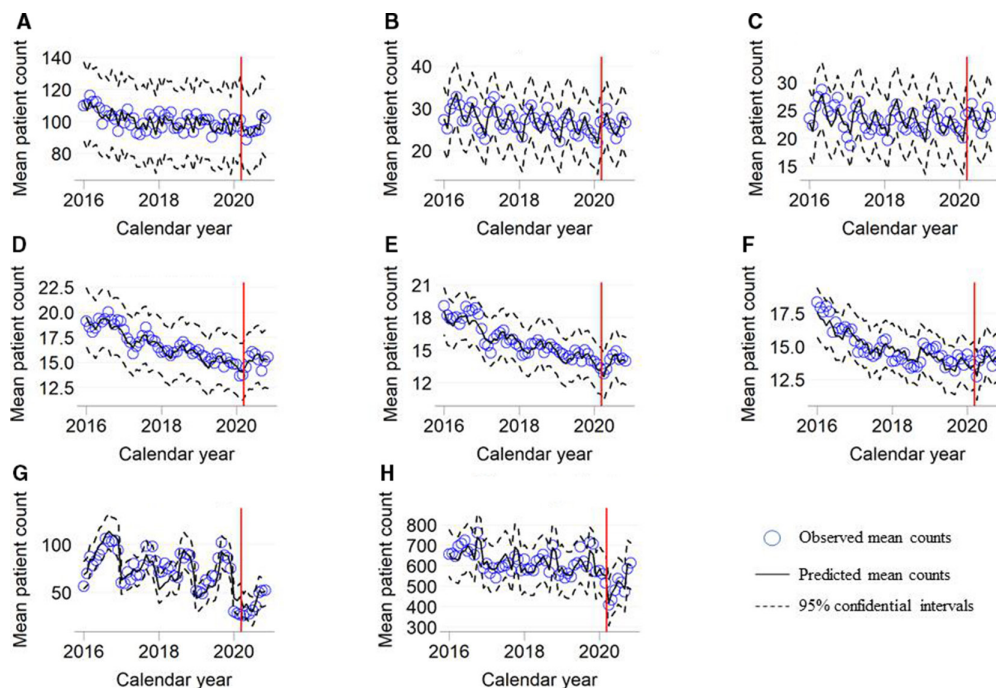 A
Mean patient count
140
120
100
80
2016 2018 2020
Calendar year
B
Mean patient count
40
30
20
2016 2018 2020
Calendar year
C
Mean patient count
30
25
20
15
2016 2018 2020
Calendar year
D
Mean patient count
22.5
20.0
17.5
15.0
12.5
2016 2018 2020
Calendar year
E
Mean patient count
21
18
15
12
2016 2018 2020
Calendar year
F
Mean patient count
17.5
15.0
12.5
2016 2018 2020
Calendar year
G
Mean patient count
100
50
2016 2018 2020
Calendar year
H
Mean patient count
800
700
600
500
400
300
2016 2018 2020
Calendar year
Observed mean counts
Predicted mean counts
95% confidential intervals